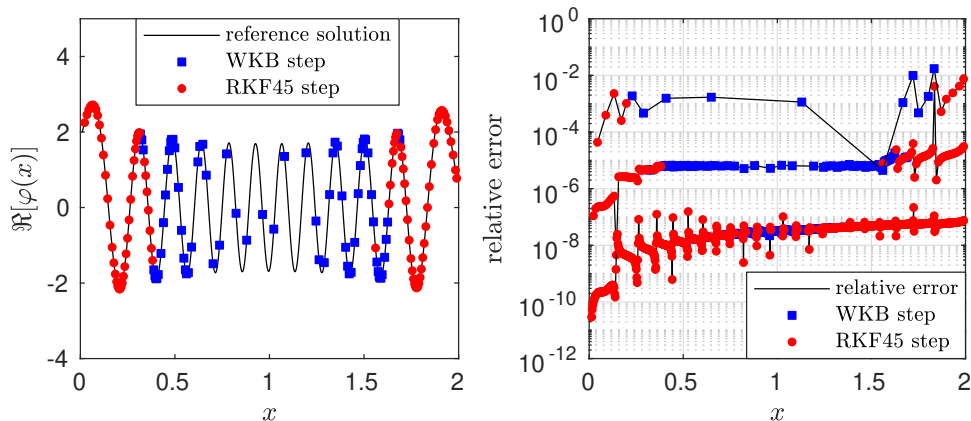 4
2
0
-2
-4
ℜ[φ(x)]
reference solution
WKB step
RKF45 step
0
0.5
1
1.5
2
x
10^0
10^-2
10^-4
10^-6
10^-8
10^-10
10^-12
relative error
relative error
WKB step
RKF45 step
0
0.5
1
1.5
2
x